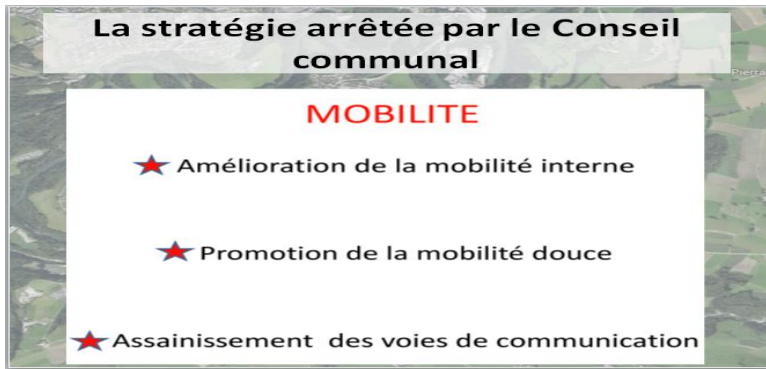 La stratégie arrêtée par le Conseil
communal
Pierra
MOBILITE
Amélioration de la mobilité interne
Promotion de la mobilité douce
Assainissement des voies de communication